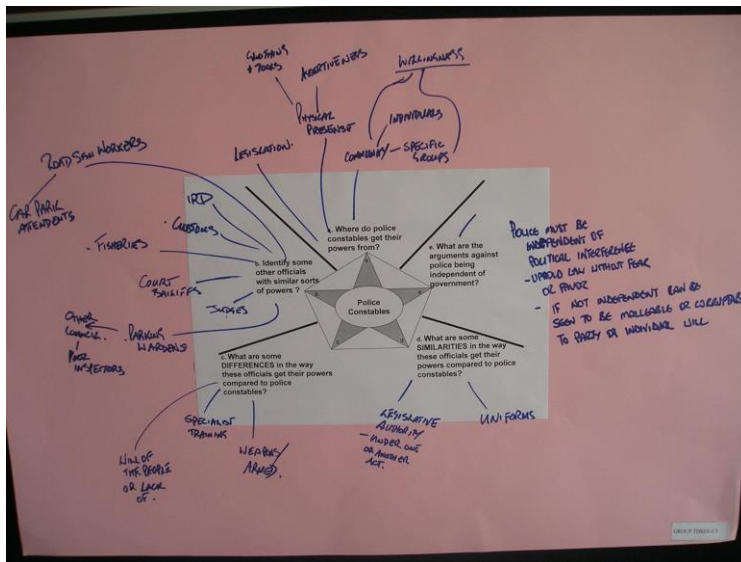 CLOTHING
+ TOOLS
ASSERTIVENESS
WILLINGNESS
PHYSICAL
PRESENSE
INDIVIDUALS
COMMUNITY
SPECIFIC
GROUPS
LEGISLATION.
ROAD SIGN WORKERS
CAR PARK
ATTENDENTS
IRD
CUSTOMS
- FISHERIES
COURT
BAILIFFS
JUDGES
PARKING
WARDENS
OTHER
COUNCIL.
INSPECTORS
a. Where do police
constables get their
powers from?
b. Identify some
other officials
with similar sorts
of powers ?
e. What are the
arguments against
police being
independent of
government?
Police
Constables
POLICE MUST BE
INDEPENDENT OF
POLITICAL INTERFERENCE
- UPHOLD LAW WITHOUT FEAR
OR FAVOR
- IF NOT INDEPENDENT CAN BE
SEEN TO BE MALLEABLE OR
TO PARTY OR INDIVIDUAL WILL
c. What are some
DIFFERENCES in the way
these officials get their powers
compared to police
constables?
d. What are some
SIMILARITIES in the way
these officials get their
powers compared to police
constables?
SPECIALIST
TRAINING
WEAPONS/
ARMED.
WILL OF
THE PEOPLE
OR LACK
OF.
LEGISLATIVE
AUTHORITY
- UNDER ONE
OR ANOTHER
ACT.
UNIFORMS